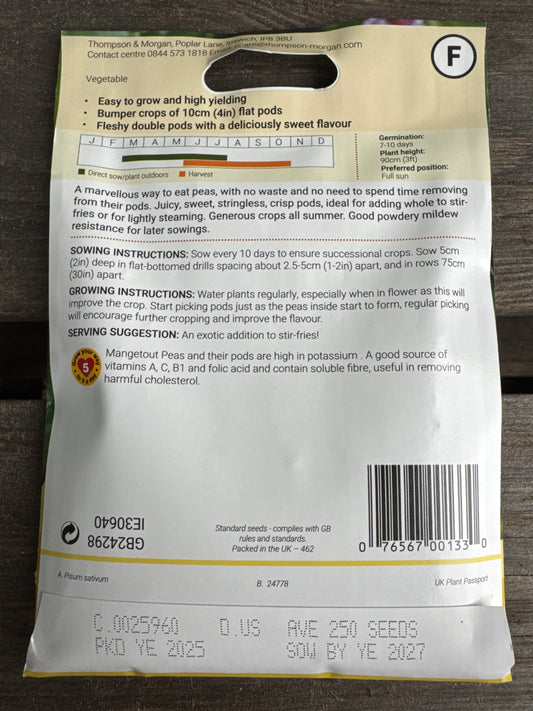 Thompson & Morgan, Poplar Lane, Ipswich, IP8 3BU
Contact centre 0844 573 1818 Email: ccare@thompson-morgan.com
F
Vegetable
• Easy to grow and high yielding
• Bumper crops of 10cm (4in) flat pods
• Fleshy double pods with a deliciously sweet flavour
J F M A M J J A S O N D
Direct sow/plant outdoors Harvest
Germination:
7-10 days
Plant height:
90cm (3ft)
Preferred position:
Full sun
A marvellous way to eat peas, with no waste and no need to spend time removing
from their pods. Juicy, sweet, stringless, crisp pods, ideal for adding whole to stir-
fries or for lightly steaming. Generous crops all summer. Good powdery mildew
resistance for later sowings.
SOWING INSTRUCTIONS: Sow every 10 days to ensure successional crops. Sow 5cm
(2in) deep in flat-bottomed drills spacing about 2.5-5cm (1-2in) apart, and in rows 75cm
(30in) apart.
GROWING INSTRUCTIONS: Water plants regularly, especially when in flower as this will
improve the crop. Start picking pods just as the peas inside start to form, regular picking
will encourage further cropping and improve the flavour.
SERVING SUGGESTION: An exotic addition to stir-fries!
5
Mangetout Peas and their pods are high in potassium . A good source of
vitamins A, C, B1 and folic acid and contain soluble fibre, useful in removing
harmful cholesterol.
GB24298
IE30640
Standard seeds - complies with GB
rules and standards.
Packed in the UK – 462
0 76567 00133 0
A. Pisum sativum
B. 24778
UK Plant Passport
C.0025960 D.US AVE 250 SEEDS
PKD YE 2025 SOW BY YE 2027